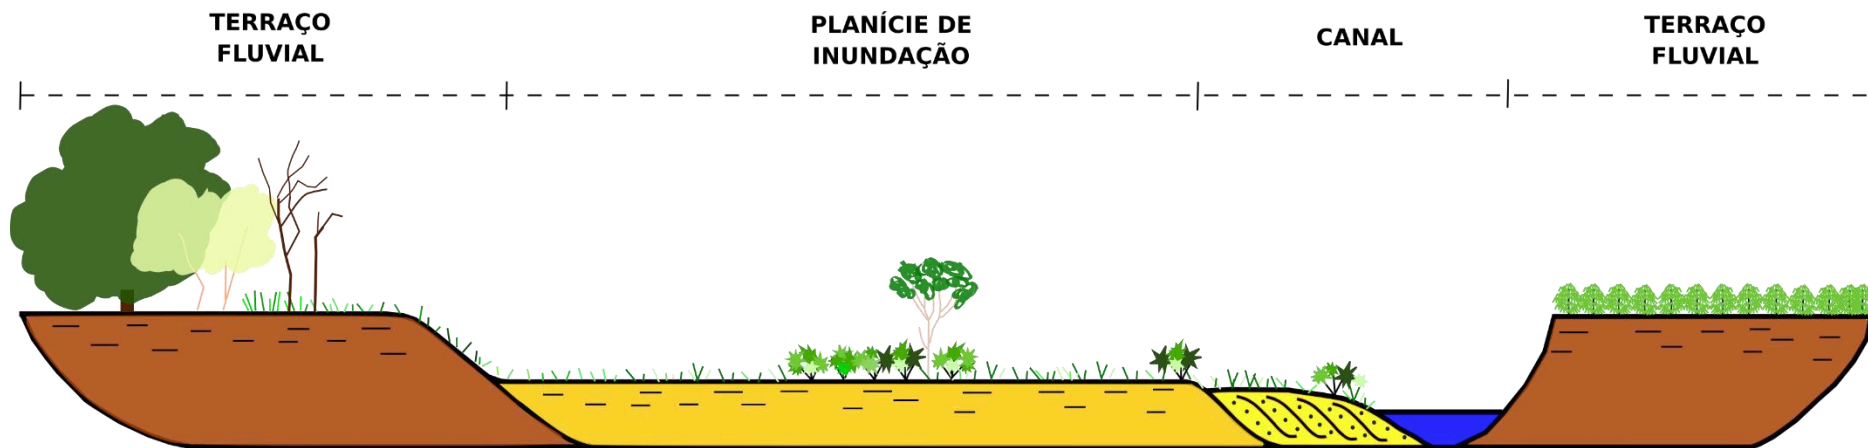 TERRAÇO
FLUVIAL
PLANÍCIE DE
INUNDAÇÃO
CANAL
TERRAÇO
FLUVIAL